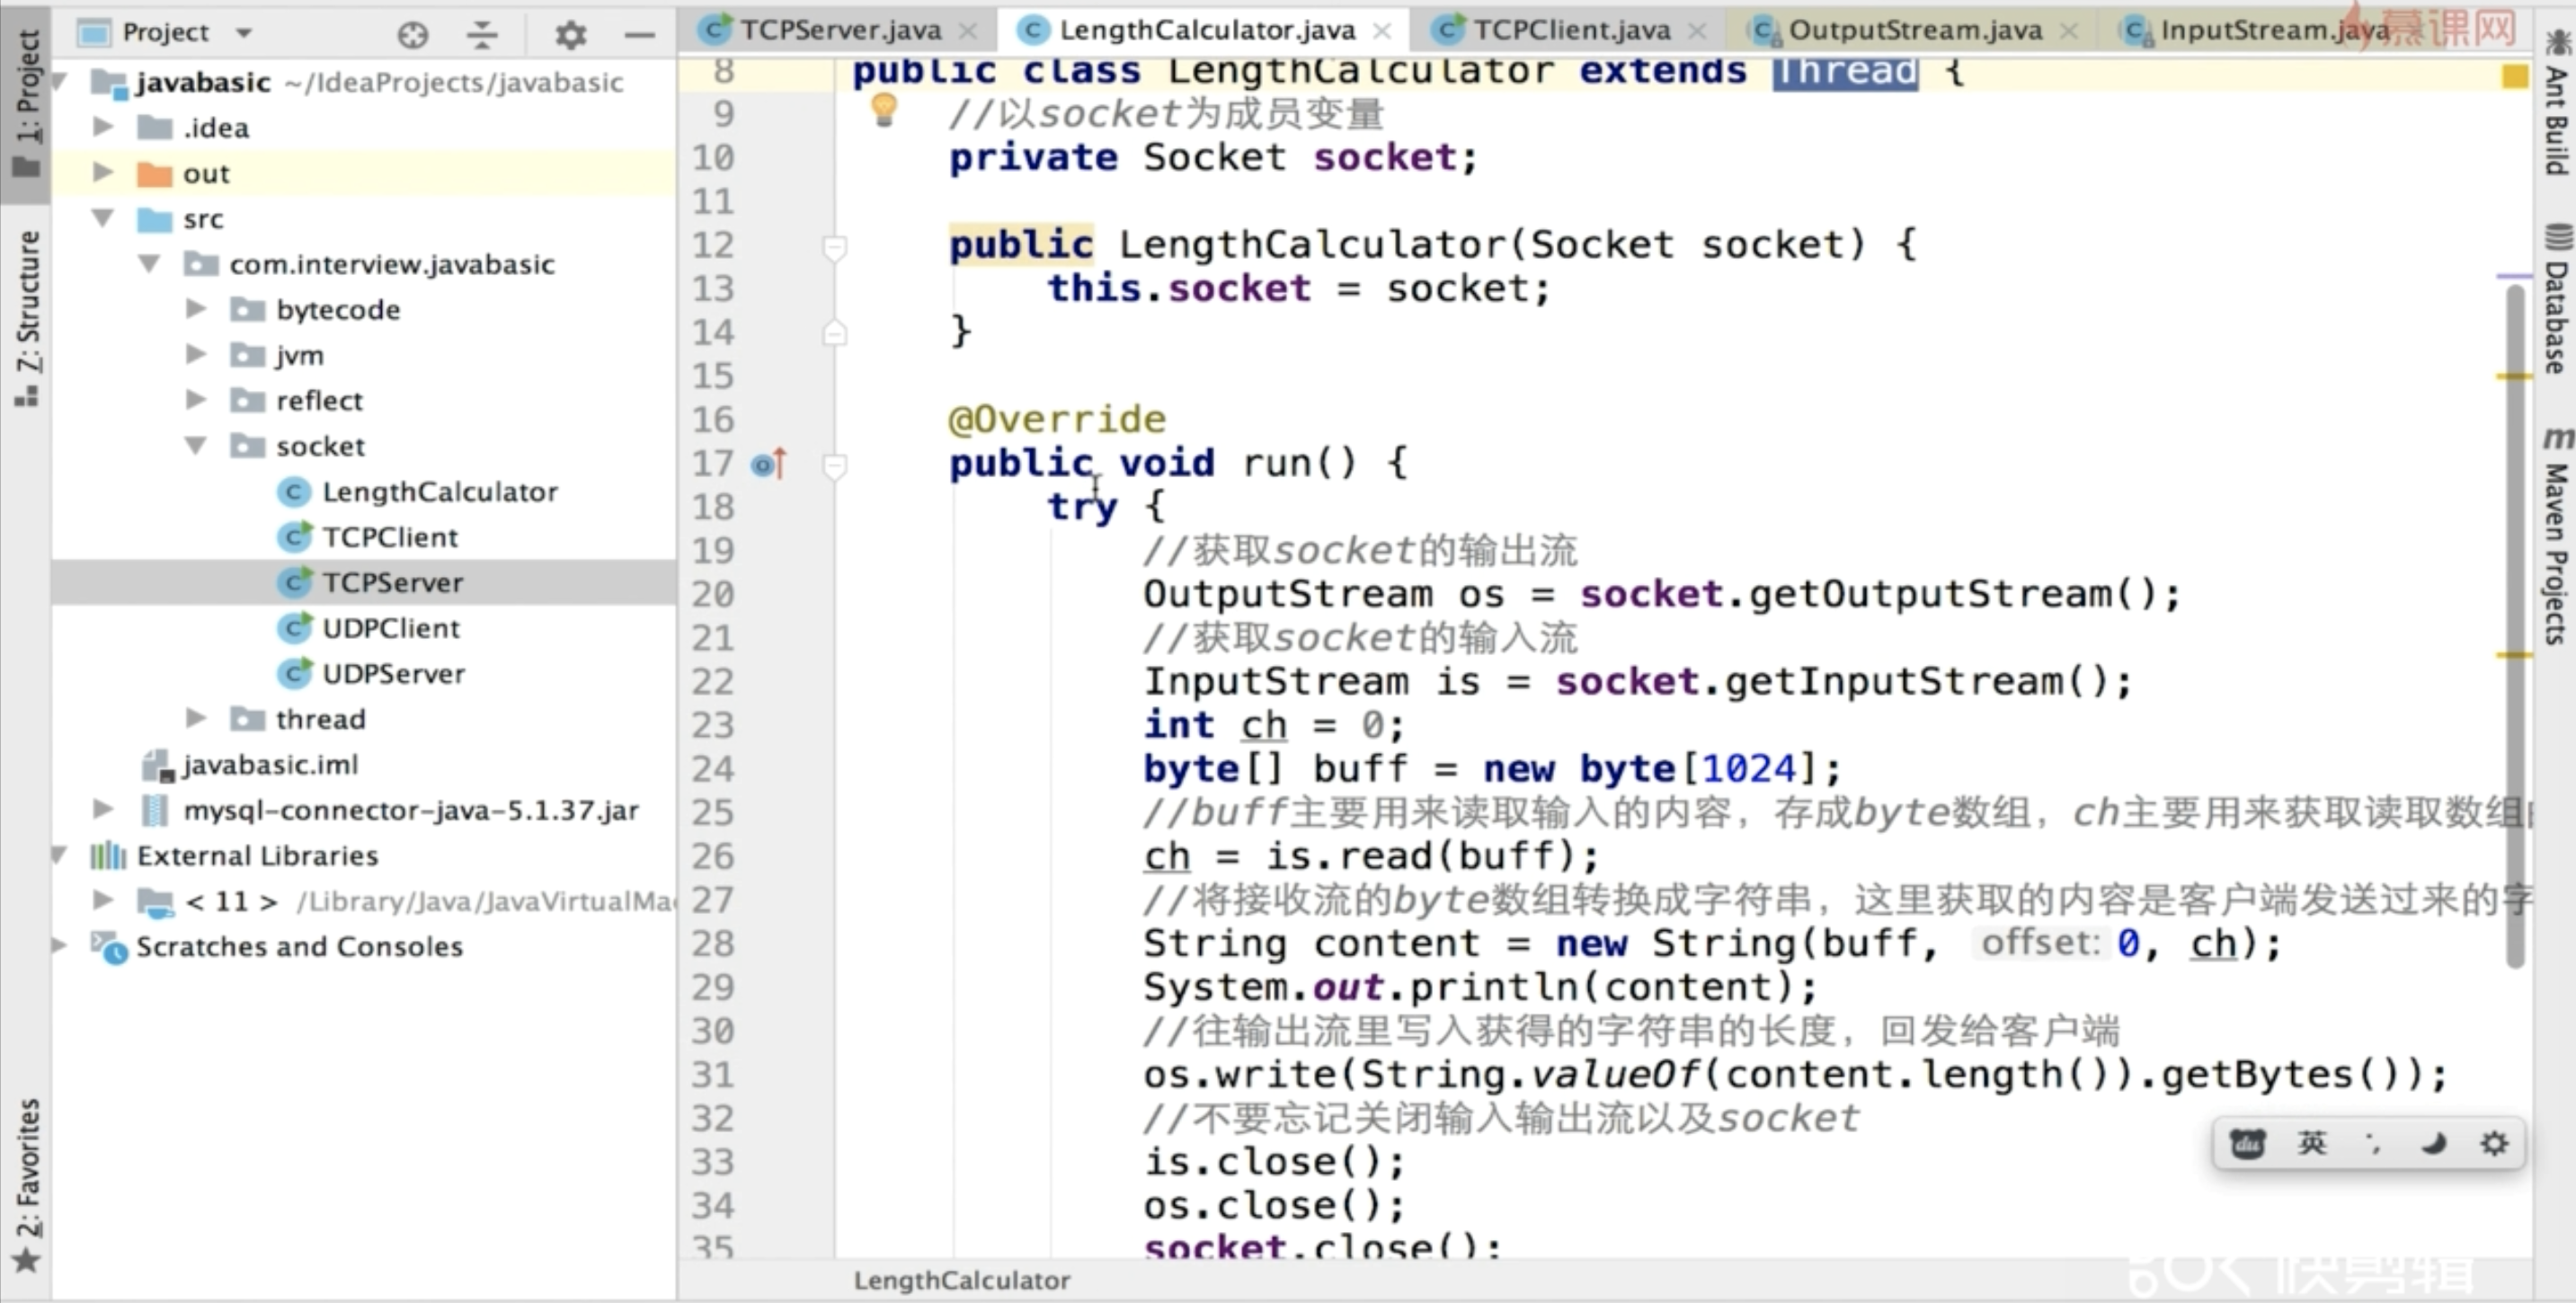 Project
TCPServer.java
LengthCalculator.java
TCPClient.java
OutputStream.java
InputStream.java
慕课网
1: Project
Z: Structure
2: Favorites
javabasic ~/IdeaProjects/javabasic
.idea
out
src
com.interview.javabasic
bytecode
jvm
reflect
socket
LengthCalculator
TCPClient
TCPServer
UDPClient
UDPServer
thread
javabasic.iml
mysql-connector-java-5.1.37.jar
External Libraries
< 11 > /Library/Java/JavaVirtualMa
Scratches and Consoles
8 public class LengthCalculator extends Thread {
9 //以socket为成员变量
10 private Socket socket;
11
12 public LengthCalculator(Socket socket) {
13 this.socket = socket;
14 }
15
16 @Override
17 public void run() {
18 try {
19 //获取socket的输出流
20 OutputStream os = socket.getOutputStream();
21 //获取socket的输入流
22 InputStream is = socket.getInputStream();
23 int ch = 0;
24 byte[] buff = new byte[1024];
25 //buff主要用来读取输入的内容，存成byte数组，ch主要用来获取读取数组
26 ch = is.read(buff);
27 //将接收流的byte数组转换成字符串，这里获取的内容是客户端发送过来的字
28 String content = new String(buff, offset: 0, ch);
29 System.out.println(content);
30 //往输出流里写入获得的字符串的长度，回发给客户端
31 os.write(String.valueOf(content.length()).getBytes());
32 //不要忘记关闭输入输出流以及socket
33 is.close();
34 os.close();
35 socket.close();
LengthCalculator
Ant Build
Database
m Maven Projects
du 英
快剪辑